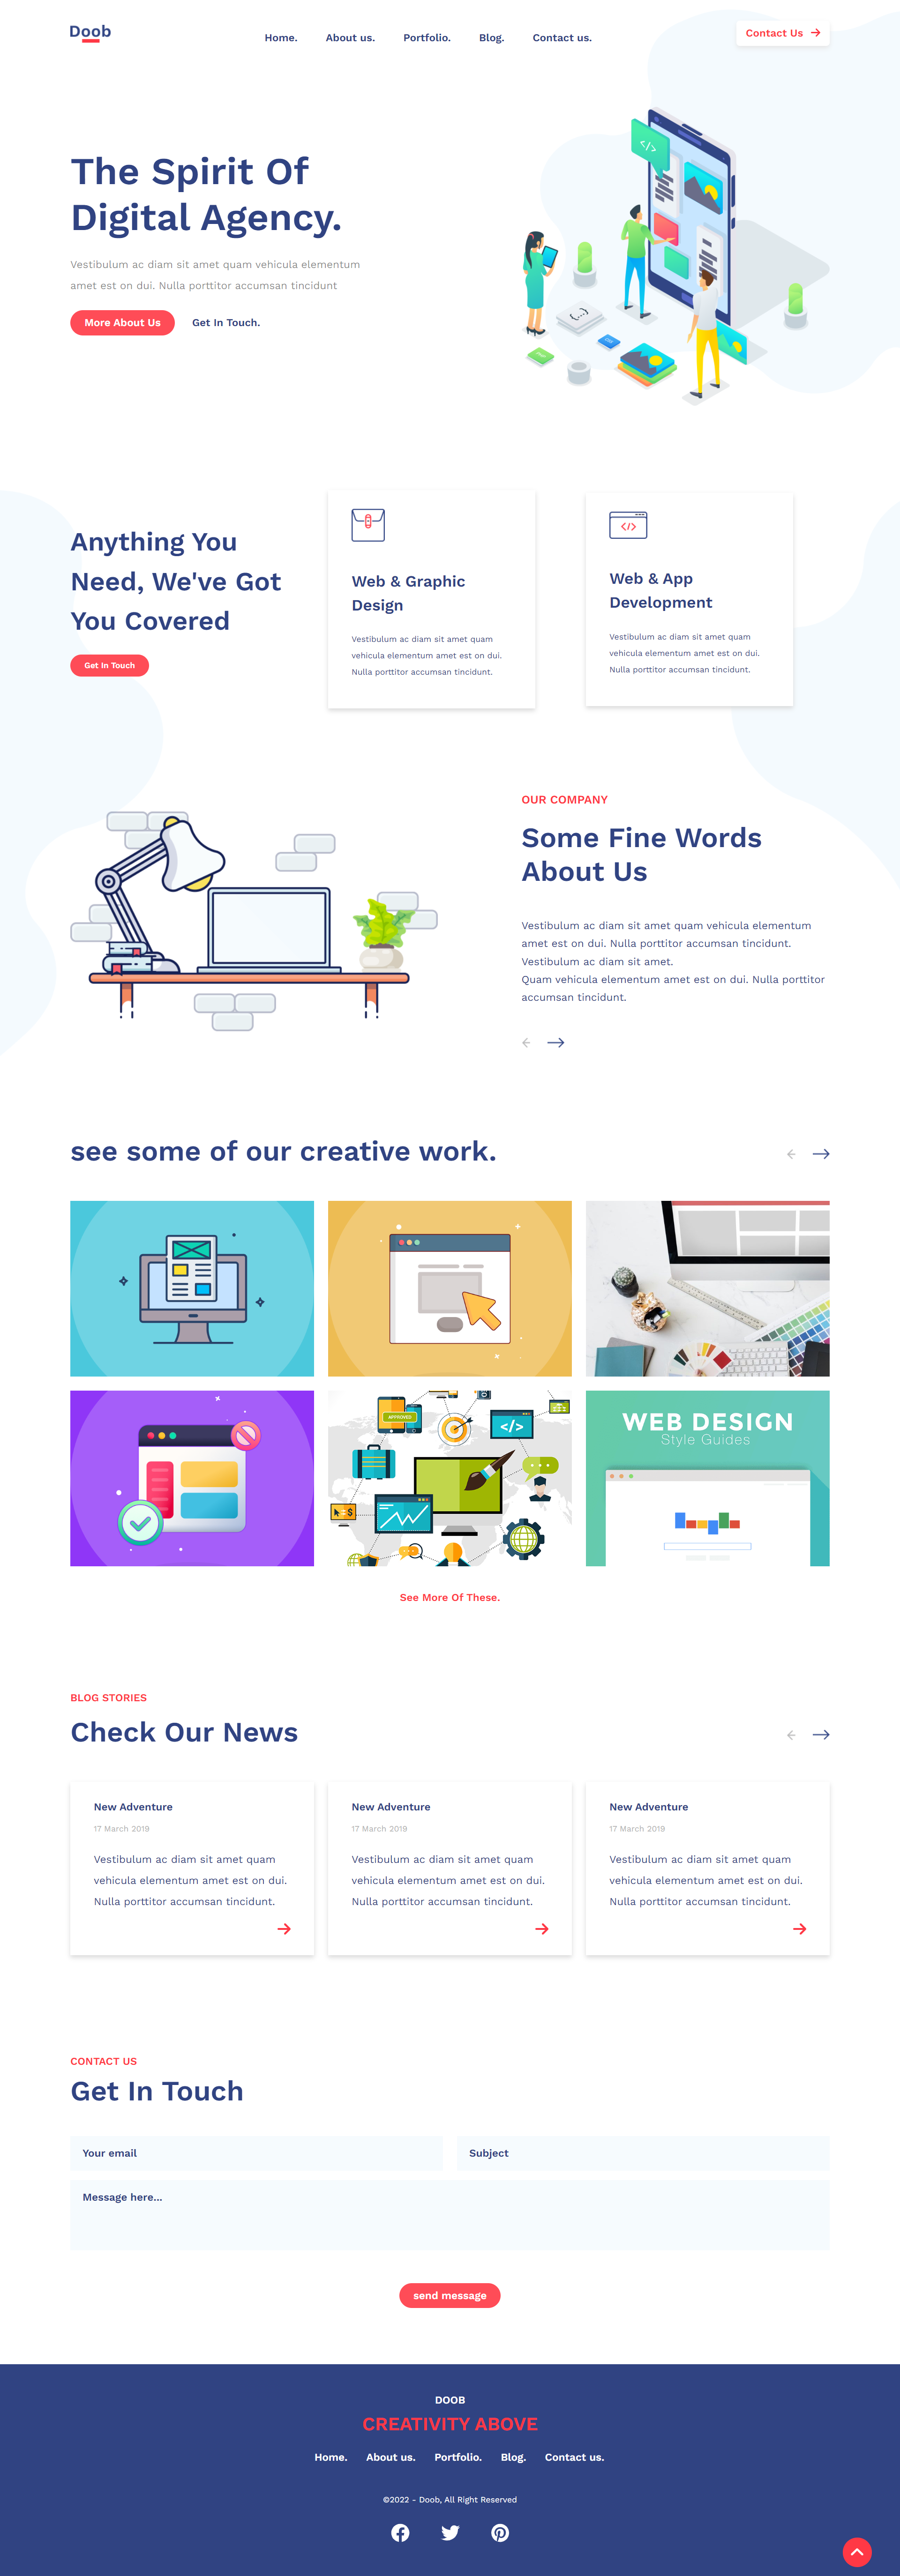 Doob
Home. About us. Portfolio. Blog. Contact us.
Contact Us
The Spirit Of
Digital Agency.
Vestibulum ac diam sit amet quam vehicula elementum
amet est on dui. Nulla porttitor accumsan tincidunt
More About Us Get In Touch.
</>
Anything You
Need, We've Got
You Covered
Get In Touch
Web & Graphic
Design
Vestibulum ac diam sit amet quam
vehicula elementum amet est on dui.
Nulla porttitor accumsan tincidunt.
</>
Web & App
Development
Vestibulum ac diam sit amet quam
vehicula elementum amet est on dui.
Nulla porttitor accumsan tincidunt.
OUR COMPANY
Some Fine Words
About Us
Vestibulum ac diam sit amet quam vehicula elementum
amet est on dui. Nulla porttitor accumsan tincidunt.
Vestibulum ac diam sit amet.
Quam vehicula elementum amet est on dui. Nulla porttitor
accumsan tincidunt.
see some of our creative work.
APPROVED
</>
$
WEB DESIGN
Style Guides
See More Of These.
BLOG STORIES
Check Our News
New Adventure
17 March 2019
Vestibulum ac diam sit amet quam
vehicula elementum amet est on dui.
Nulla porttitor accumsan tincidunt.
New Adventure
17 March 2019
Vestibulum ac diam sit amet quam
vehicula elementum amet est on dui.
Nulla porttitor accumsan tincidunt.
New Adventure
17 March 2019
Vestibulum ac diam sit amet quam
vehicula elementum amet est on dui.
Nulla porttitor accumsan tincidunt.
CONTACT US
Get In Touch
Your email
Subject
Message here...
send message
DOOB
CREATIVITY ABOVE
Home. About us. Portfolio. Blog. Contact us.
©2022 - Doob, All Right Reserved